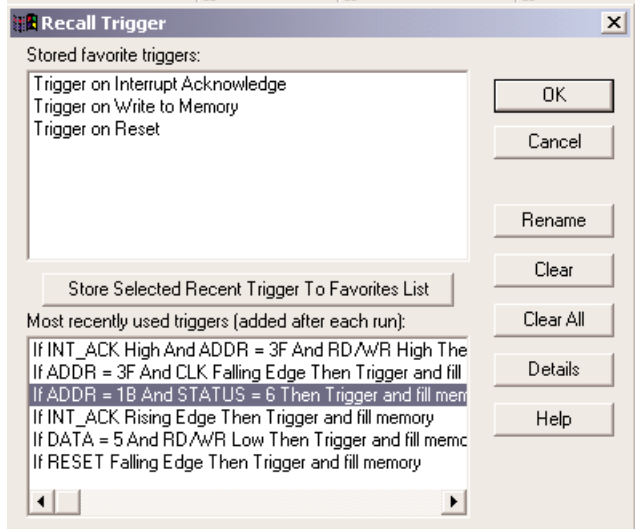 Recall Trigger
Stored favorite triggers:
Trigger on Interrupt Acknowledge
Trigger on Write to Memory
Trigger on Reset
OK
Cancel
Rename
Clear
Clear All
Details
Help
Store Selected Recent Trigger To Favorites List
Most recently used triggers (added after each run):
If INT_ACK High And ADDR = 3F And RD/WR High The
If ADDR = 3F And CLK Falling Edge Then Trigger and fill
If ADDR = 1B And STATUS = 6 Then Trigger and fill mem
If INT_ACK Rising Edge Then Trigger and fill memory
If DATA = 5 And RD/WR Low Then Trigger and fill memo
If RESET Falling Edge Then Trigger and fill memory